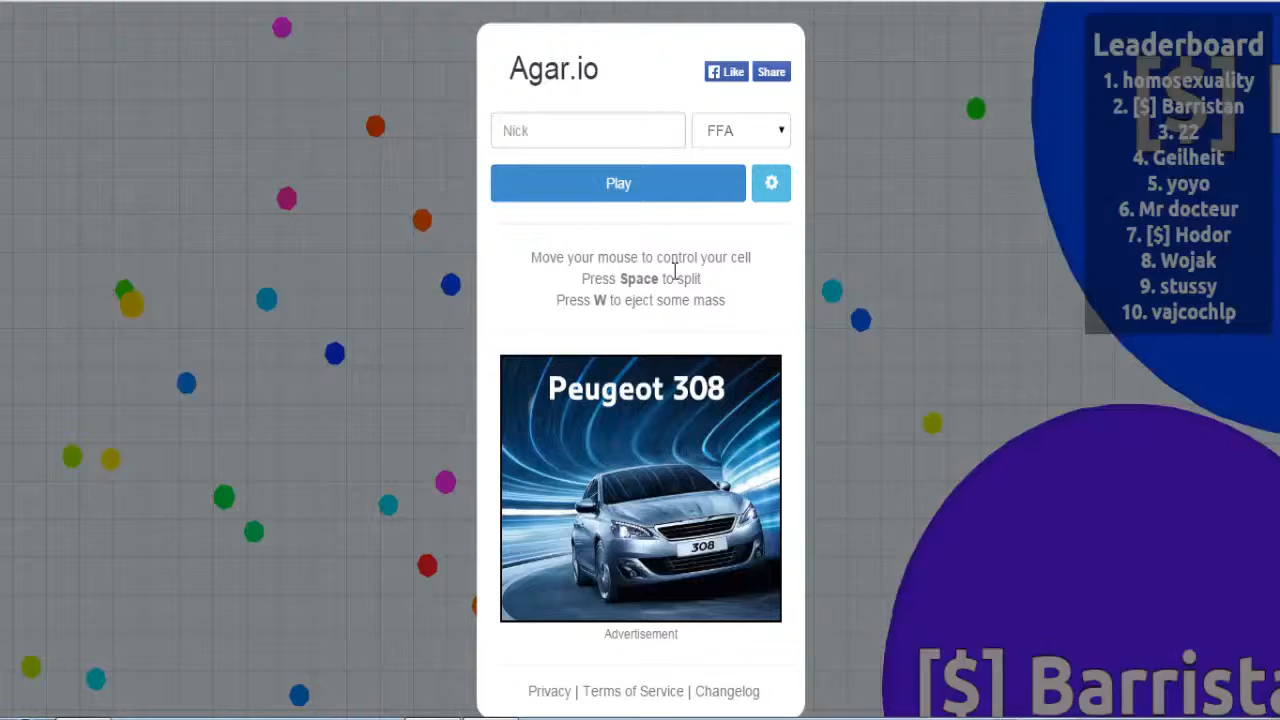 Agar.io
Like
Share
Nick
FFA
Play
Move your mouse to control your cell
Press Space to split
Press W to eject some mass
Peugeot 308
308
Advertisement
Privacy | Terms of Service | Changelog
Leaderboard
1. homosexuality
2. [$] Barristan
3. 22
4. Geilheit
5. yoyo
6. Mr docteur
7. [$] Hodor
8. Wojak
9. stussy
10. vajcochlp
[$]
[$] Barrista